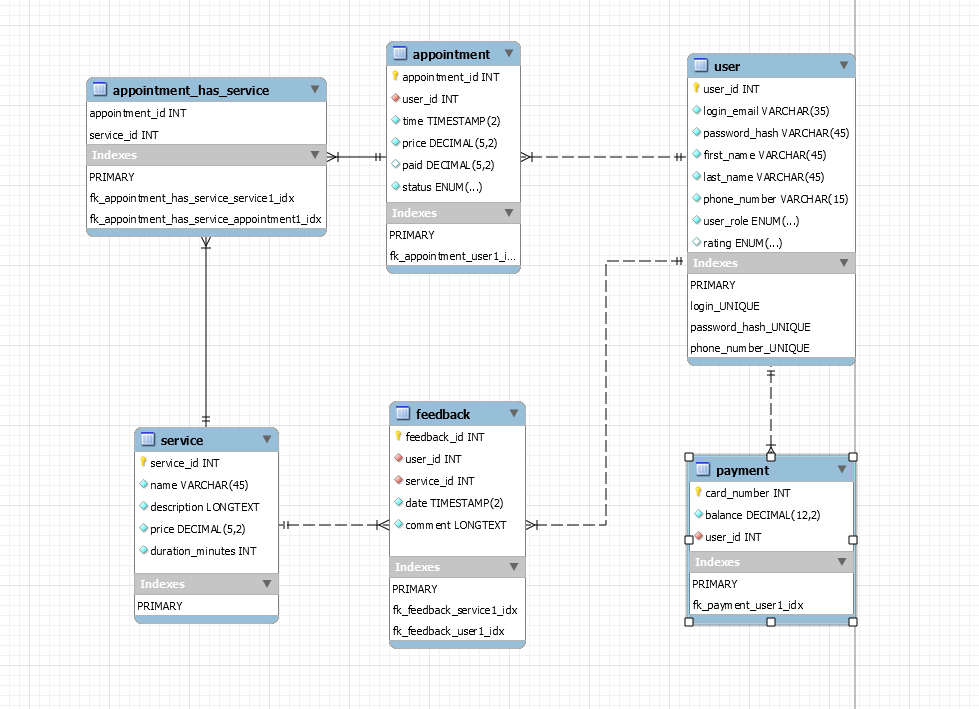 appointment_has_service
appointment_id INT
service_id INT
Indexes
PRIMARY
fk_appointment_has_service_service1_idx
fk_appointment_has_service_appointment1_idx
appointment
appointment_id INT
user_id INT
time TIMESTAMP(2)
price DECIMAL(5,2)
paid DECIMAL(5,2)
status ENUM(...)
Indexes
PRIMARY
fk_appointment_user1_i...
user
user_id INT
login_email VARCHAR(35)
password_hash VARCHAR(45)
first_name VARCHAR(45)
last_name VARCHAR(45)
phone_number VARCHAR(15)
user_role ENUM(...)
rating ENUM(...)
Indexes
PRIMARY
login_UNIQUE
password_hash_UNIQUE
phone_number_UNIQUE
service
service_id INT
name VARCHAR(45)
description LONGTEXT
price DECIMAL(5,2)
duration_minutes INT
Indexes
PRIMARY
feedback
feedback_id INT
user_id INT
service_id INT
date TIMESTAMP(2)
comment LONGTEXT
Indexes
PRIMARY
fk_feedback_service1_idx
fk_feedback_user1_idx
payment
card_number INT
balance DECIMAL(12,2)
user_id INT
Indexes
PRIMARY
fk_payment_user1_idx